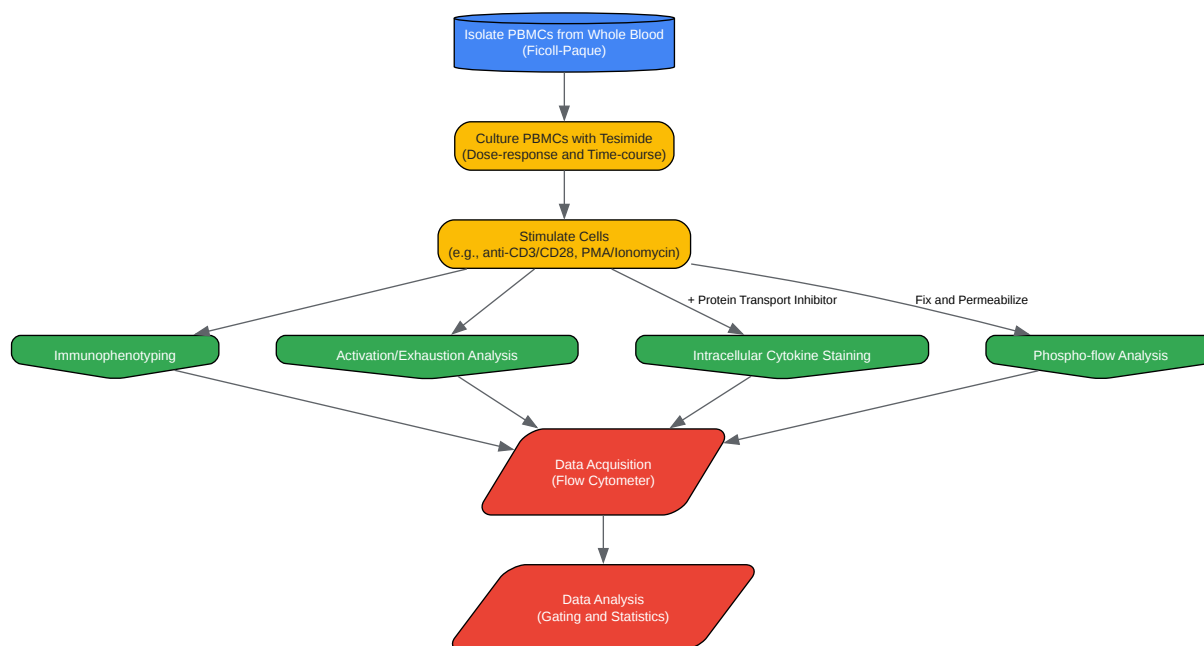 Isolate PBMCs from Whole Blood
(Ficoll-Paque)
Culture PBMCs with Tesimide
(Dose-response and Time-course)
Stimulate Cells
(e.g., anti-CD3/CD28, PMA/Ionomycin)
+ Protein Transport Inhibitor
Fix and Permeabilize
Immunophenotyping
Activation/Exhaustion Analysis
Intracellular Cytokine Staining
Phospho-flow Analysis
Data Acquisition
(Flow Cytometer)
Data Analysis
(Gating and Statistics)